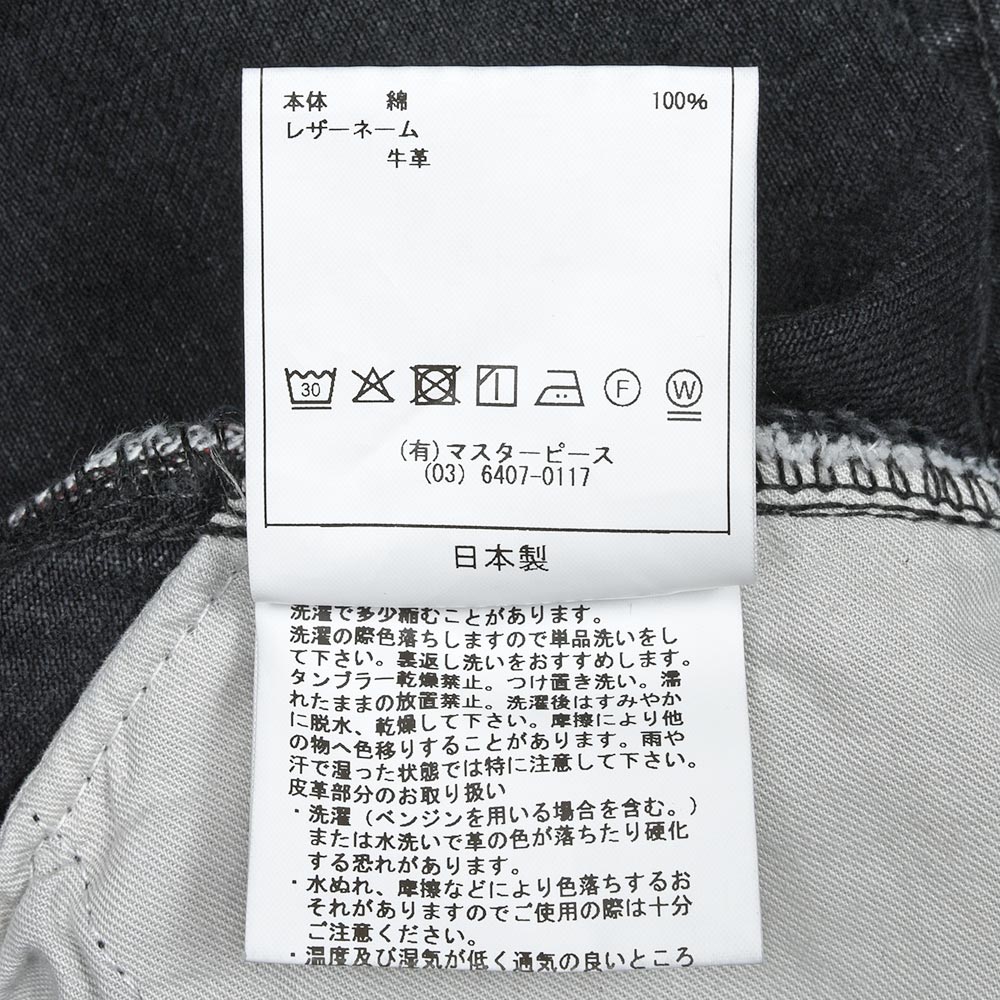 本体 綿 100%
レザーネーム
牛革
30 F W
(有)マスターピース
(03) 6407-0117
日本製
洗濯で多少縮むことがあります。
洗濯の際色落ちしますので単品洗いをし
て下さい。裏返し洗いをおすすめします。
タンブラー乾燥禁止。つけ置き洗い。濡
れたままの放置禁止。洗濯後はすみやか
に脱水、乾燥して下さい。摩擦により他
の物へ色移りすることがあります。雨や
汗で湿った状態では特に注意して下さい。
皮革部分のお取り扱い
・洗濯(ベンジンを用いる場合を含む。)
または水洗いで革の色が落ちたり硬化
する恐れがあります。
・水ぬれ、摩擦などにより色落ちするお
それがありますのでご使用の際は十分
ご注意ください。
・温度及び湿気が低く通気の良いところ